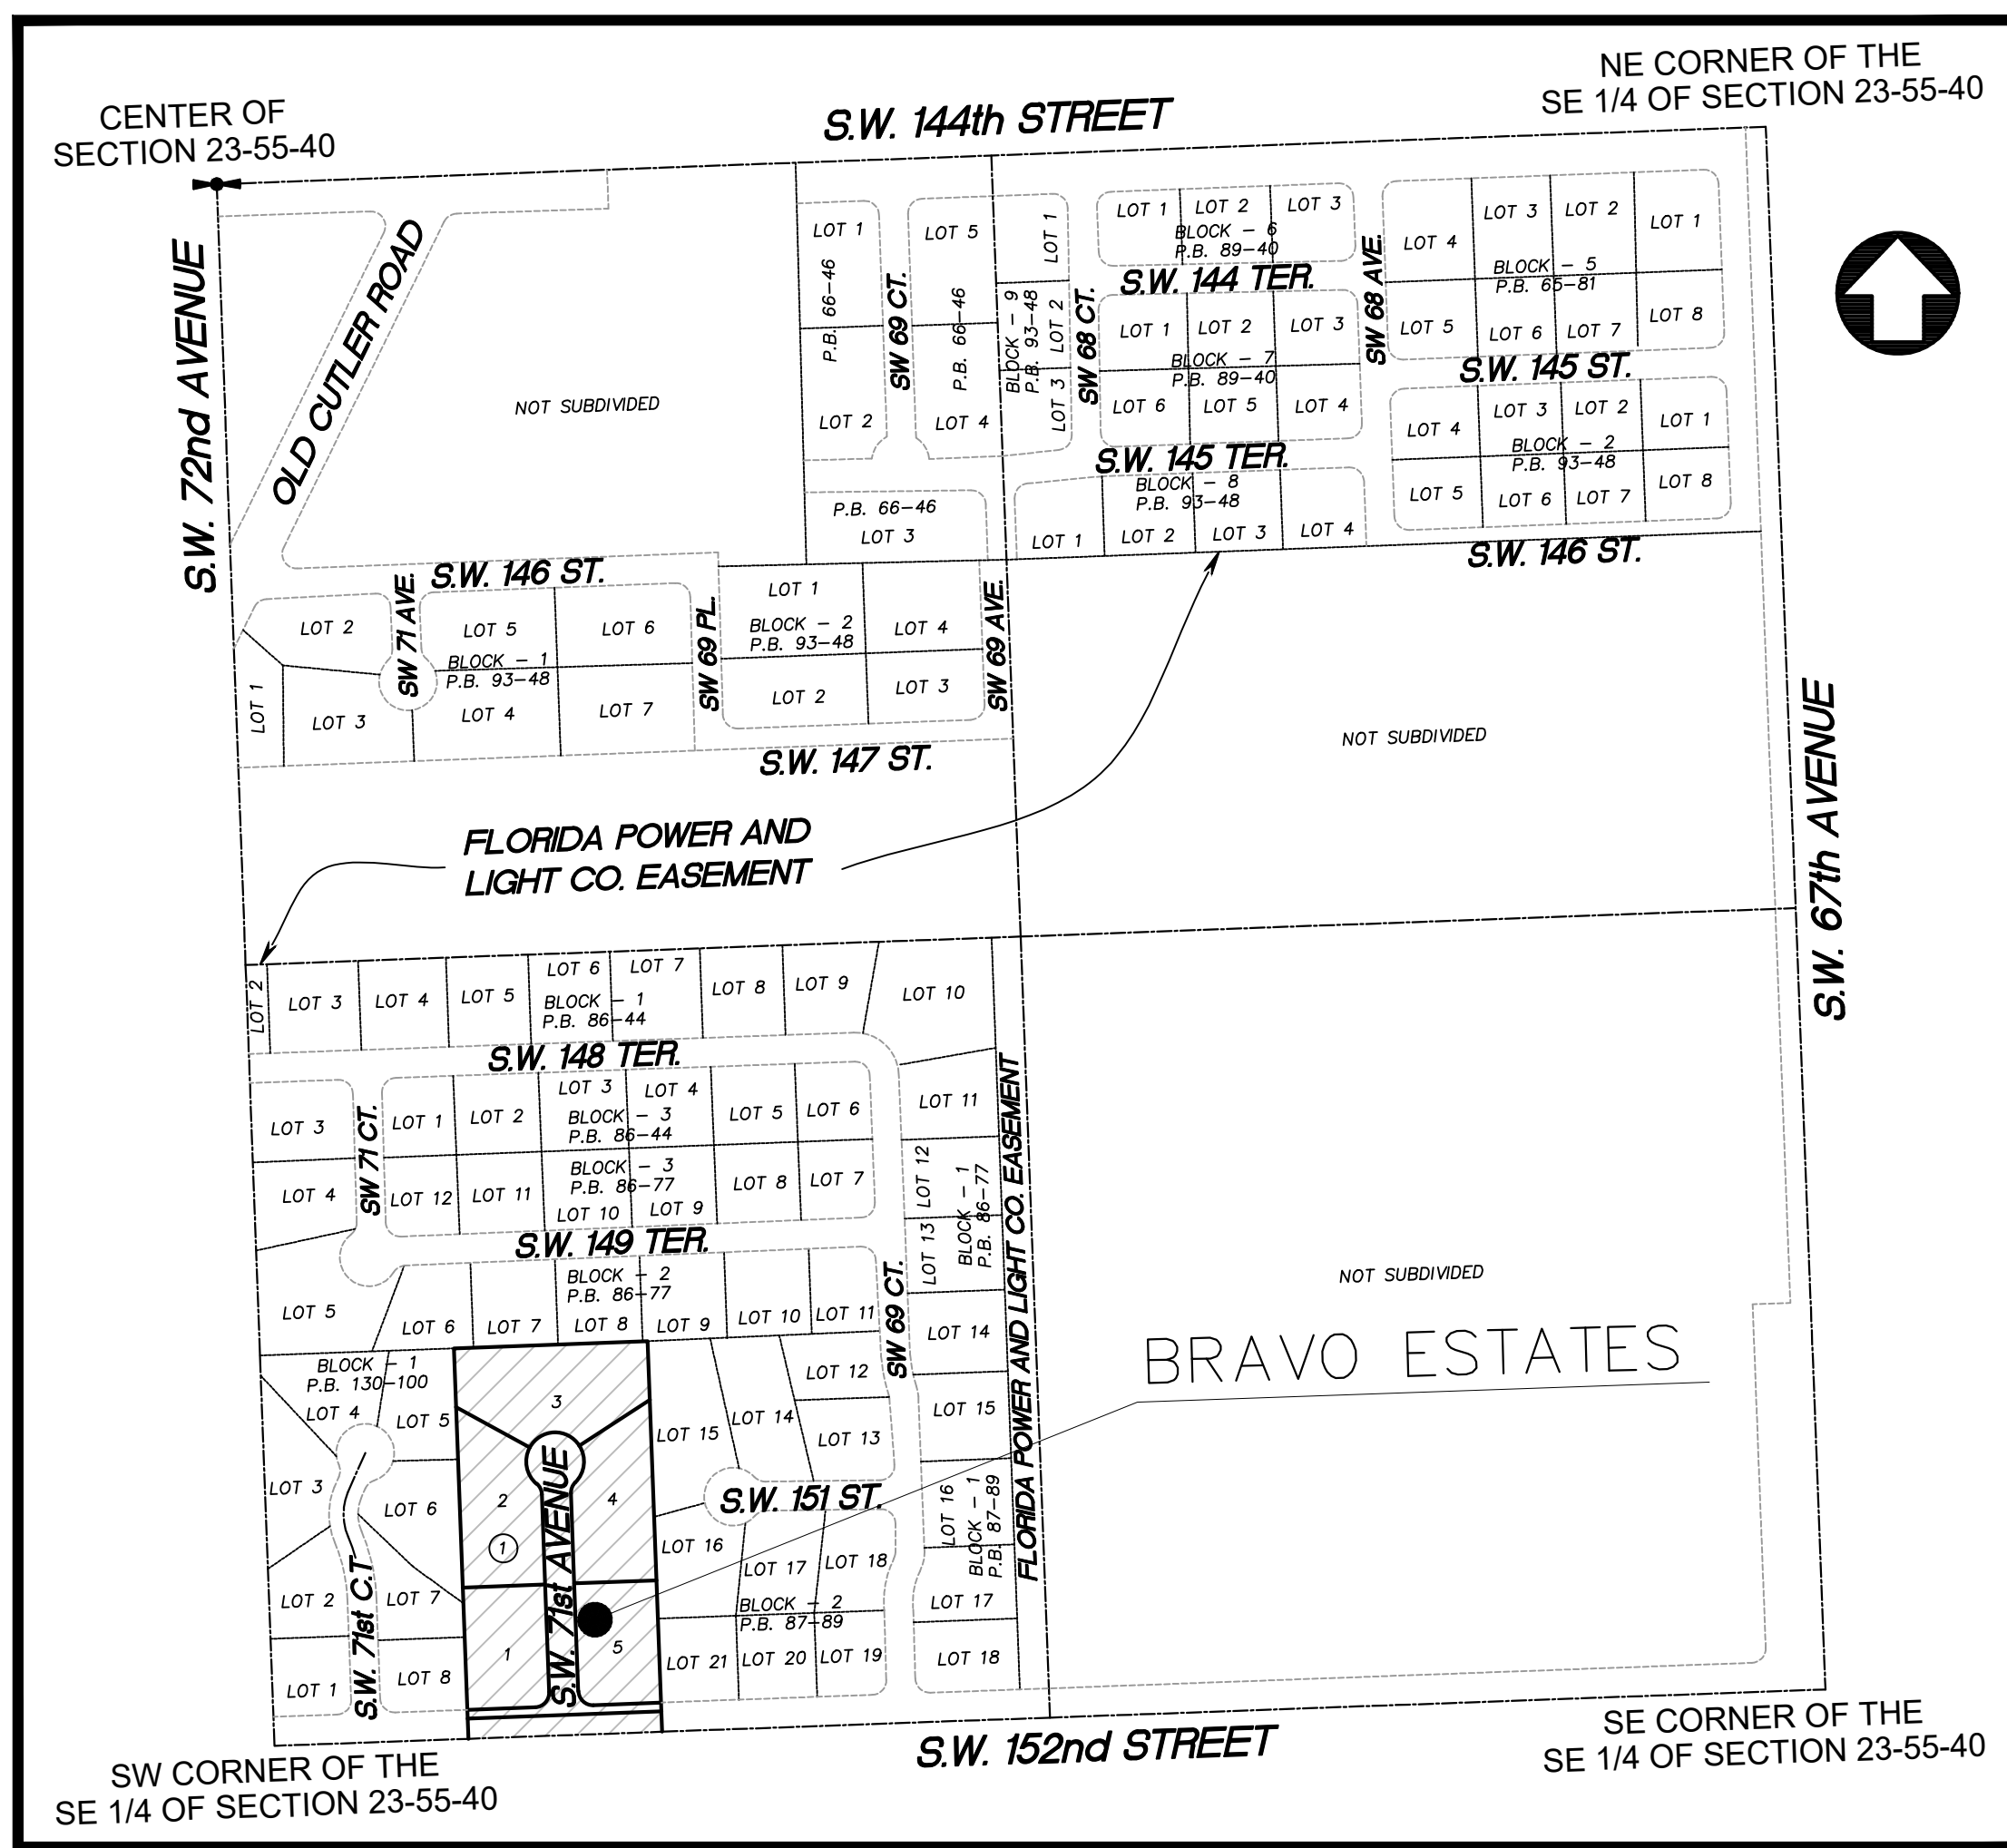 CENTER OF
SECTION 23-55-40
S.W. 144th STREET
NE CORNER OF THE
SE 1/4 OF SECTION 23-55-40
S.W. 72nd AVENUE
OLD CUTLER ROAD
NOT SUBDIVIDED
LOT 1
P.B. 66-46
LOT 2
SW 69 CT.
LOT 5
P.B. 66-46
LOT 4
P.B. 66-46
LOT 3
LOT 1
BLOCK - 9
P.B. 93-48
LOT 2
LOT 3
SW 68 CT.
LOT 1
LOT 2
LOT 3
BLOCK - 6
P.B. 89-40
S.W. 144 TER.
LOT 1
LOT 2
LOT 3
BLOCK - 7
P.B. 89-40
LOT 6
LOT 5
LOT 4
S.W. 145 TER.
BLOCK - 8
P.B. 93-48
LOT 1
LOT 2
LOT 3
LOT 4
SW 68 AVE.
LOT 4
LOT 3
LOT 2
LOT 1
BLOCK - 5
P.B. 65-81
LOT 5
LOT 6
LOT 7
LOT 8
S.W. 145 ST.
LOT 4
LOT 3
LOT 2
LOT 1
BLOCK - 2
P.B. 93-48
LOT 5
LOT 6
LOT 7
LOT 8
S.W. 146 ST.
S.W. 146 ST.
LOT 2
LOT 1
LOT 3
SW 71 AVE.
LOT 5
LOT 6
BLOCK - 1
P.B. 93-48
LOT 4
LOT 7
SW 69 PL.
LOT 1
BLOCK - 2
P.B. 93-48
LOT 4
LOT 2
LOT 3
SW 69 AVE.
S.W. 147 ST.
NOT SUBDIVIDED
S.W. 67th AVENUE
FLORIDA POWER AND
LIGHT CO. EASEMENT
LOT 2
LOT 3
LOT 4
LOT 5
LOT 6
LOT 7
BLOCK - 1
P.B. 86-44
LOT 8
LOT 9
LOT 10
S.W. 148 TER.
LOT 3
LOT 4
LOT 5
SW 71 CT.
LOT 1
LOT 2
LOT 3
LOT 4
BLOCK - 3
P.B. 86-44
LOT 5
LOT 6
LOT 12
LOT 11
BLOCK - 3
P.B. 86-77
LOT 10
LOT 9
LOT 8
LOT 7
S.W. 149 TER.
LOT 11
LOT 12
LOT 13
BLOCK - 1
P.B. 86-77
LOT 14
LOT 15
LOT 16
BLOCK - 1
P.B. 87-89
LOT 17
LOT 18
FLORIDA POWER AND LIGHT CO. EASEMENT
BLOCK - 2
P.B. 86-77
LOT 6
LOT 7
LOT 8
LOT 9
LOT 10
LOT 11
SW 69 CT.
LOT 12
LOT 13
LOT 14
LOT 15
S.W. 151 ST.
LOT 16
LOT 17
LOT 18
BLOCK - 2
P.B. 87-89
LOT 21
LOT 20
LOT 19
BLOCK - 1
P.B. 130-100
LOT 4
LOT 5
LOT 3
LOT 6
LOT 2
LOT 7
LOT 1
LOT 8
S.W. 71st C.T
3
2
4
1
1
5
S.W. 71st AVENUE
NOT SUBDIVIDED
BRAVO ESTATES
S.W. 152nd STREET
SW CORNER OF THE
SE 1/4 OF SECTION 23-55-40
SE CORNER OF THE
SE 1/4 OF SECTION 23-55-40